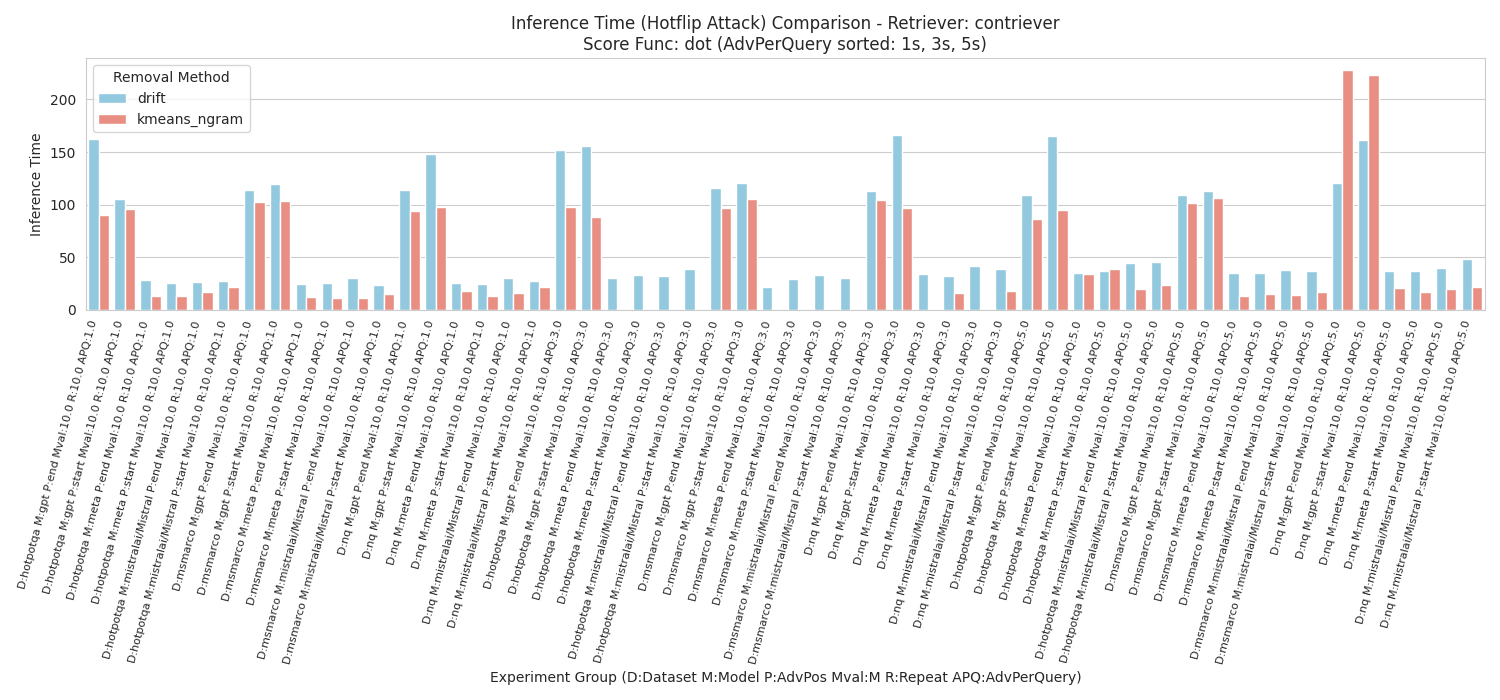 Inference Time (Hotflip Attack) Comparison - Retriever: contriever
Score Func: dot (AdvPerQuery sorted: 1s, 3s, 5s)
Removal Method
drift
kmeans_ngram
Inference Time
200
150
100
50
0
D:hotpotqa M:gpt P:end Mval:10.0 R:10.0 APQ:1.0
D:hotpotqa M:gpt P:start Mval:10.0 R:10.0 APQ:1.0
D:hotpotqa M:meta P:end Mval:10.0 R:10.0 APQ:1.0
D:hotpotqa M:meta P:start Mval:10.0 R:10.0 APQ:1.0
D:hotpotqa M:mistralai/Mistral P:end Mval:10.0 R:10.0 APQ:1.0
D:hotpotqa M:mistralai/Mistral P:start Mval:10.0 R:10.0 APQ:1.0
D:msmarco M:gpt P:end Mval:10.0 R:10.0 APQ:1.0
D:msmarco M:gpt P:start Mval:10.0 R:10.0 APQ:1.0
D:msmarco M:meta P:end Mval:10.0 R:10.0 APQ:1.0
D:msmarco M:meta P:start Mval:10.0 R:10.0 APQ:1.0
D:msmarco M:mistralai/Mistral P:end Mval:10.0 R:10.0 APQ:1.0
D:msmarco M:mistralai/Mistral P:start Mval:10.0 R:10.0 APQ:1.0
D:nq M:gpt P:end Mval:10.0 R:10.0 APQ:1.0
D:nq M:gpt P:start Mval:10.0 R:10.0 APQ:1.0
D:nq M:meta P:end Mval:10.0 R:10.0 APQ:1.0
D:nq M:meta P:start Mval:10.0 R:10.0 APQ:1.0
D:nq M:mistralai/Mistral P:end Mval:10.0 R:10.0 APQ:1.0
D:nq M:mistralai/Mistral P:start Mval:10.0 R:10.0 APQ:1.0
D:hotpotqa M:gpt P:end Mval:10.0 R:10.0 APQ:3.0
D:hotpotqa M:gpt P:start Mval:10.0 R:10.0 APQ:3.0
D:hotpotqa M:meta P:end Mval:10.0 R:10.0 APQ:3.0
D:hotpotqa M:meta P:start Mval:10.0 R:10.0 APQ:3.0
D:hotpotqa M:mistralai/Mistral P:end Mval:10.0 R:10.0 APQ:3.0
D:hotpotqa M:mistralai/Mistral P:start Mval:10.0 R:10.0 APQ:3.0
D:msmarco M:gpt P:end Mval:10.0 R:10.0 APQ:3.0
D:msmarco M:gpt P:start Mval:10.0 R:10.0 APQ:3.0
D:msmarco M:meta P:end Mval:10.0 R:10.0 APQ:3.0
D:msmarco M:meta P:start Mval:10.0 R:10.0 APQ:3.0
D:msmarco M:mistralai/Mistral P:end Mval:10.0 R:10.0 APQ:3.0
D:msmarco M:mistralai/Mistral P:start Mval:10.0 R:10.0 APQ:3.0
D:nq M:gpt P:end Mval:10.0 R:10.0 APQ:3.0
D:nq M:gpt P:start Mval:10.0 R:10.0 APQ:3.0
D:nq M:meta P:end Mval:10.0 R:10.0 APQ:3.0
D:nq M:meta P:start Mval:10.0 R:10.0 APQ:3.0
D:nq M:mistralai/Mistral P:end Mval:10.0 R:10.0 APQ:3.0
D:nq M:mistralai/Mistral P:start Mval:10.0 R:10.0 APQ:3.0
D:hotpotqa M:gpt P:end Mval:10.0 R:10.0 APQ:5.0
D:hotpotqa M:gpt P:start Mval:10.0 R:10.0 APQ:5.0
D:hotpotqa M:meta P:end Mval:10.0 R:10.0 APQ:5.0
D:hotpotqa M:meta P:start Mval:10.0 R:10.0 APQ:5.0
D:hotpotqa M:mistralai/Mistral P:end Mval:10.0 R:10.0 APQ:5.0
D:hotpotqa M:mistralai/Mistral P:start Mval:10.0 R:10.0 APQ:5.0
D:msmarco M:gpt P:end Mval:10.0 R:10.0 APQ:5.0
D:msmarco M:gpt P:start Mval:10.0 R:10.0 APQ:5.0
D:msmarco M:meta P:end Mval:10.0 R:10.0 APQ:5.0
D:msmarco M:meta P:start Mval:10.0 R:10.0 APQ:5.0
D:msmarco M:mistralai/Mistral P:end Mval:10.0 R:10.0 APQ:5.0
D:msmarco M:mistralai/Mistral P:start Mval:10.0 R:10.0 APQ:5.0
D:nq M:gpt P:end Mval:10.0 R:10.0 APQ:5.0
D:nq M:gpt P:start Mval:10.0 R:10.0 APQ:5.0
D:nq M:meta P:end Mval:10.0 R:10.0 APQ:5.0
D:nq M:meta P:start Mval:10.0 R:10.0 APQ:5.0
D:nq M:mistralai/Mistral P:end Mval:10.0 R:10.0 APQ:5.0
D:nq M:mistralai/Mistral P:start Mval:10.0 R:10.0 APQ:5.0
Experiment Group (D:Dataset M:Model P:AdvPos Mval:M R:Repeat APQ:AdvPerQuery)